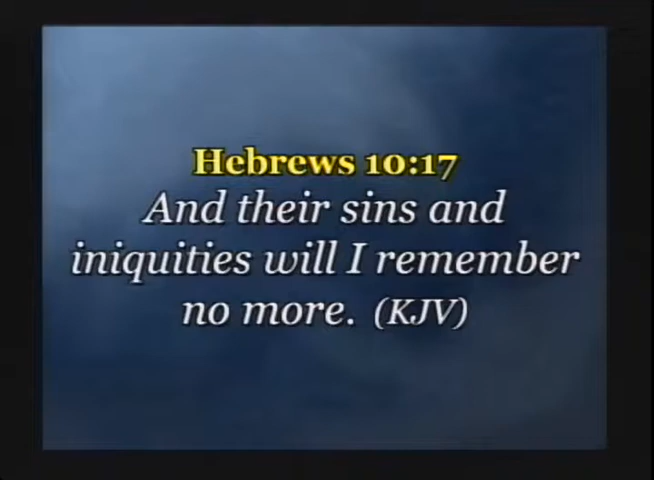 Hebrews 10:17
And their sins and
iniquities will I remember
no more. (KJV)